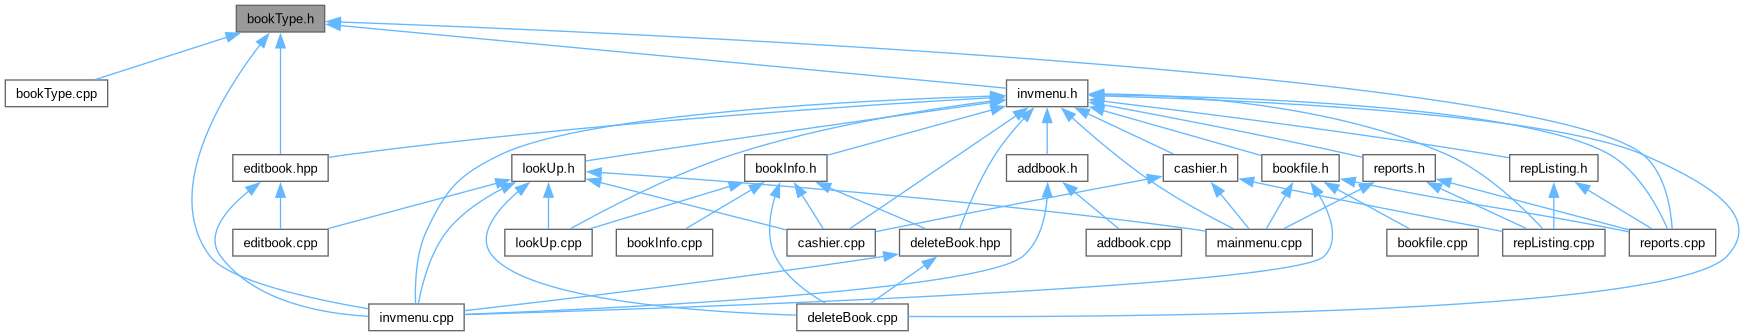 bookType.h
bookType.cpp
invmenu.h
editbook.hpp
lookUp.h
bookInfo.h
addbook.h
cashier.h
bookfile.h
reports.h
repListing.h
editbook.cpp
lookUp.cpp
bookInfo.cpp
cashier.cpp
deleteBook.hpp
addbook.cpp
mainmenu.cpp
bookfile.cpp
repListing.cpp
reports.cpp
invmenu.cpp
deleteBook.cpp